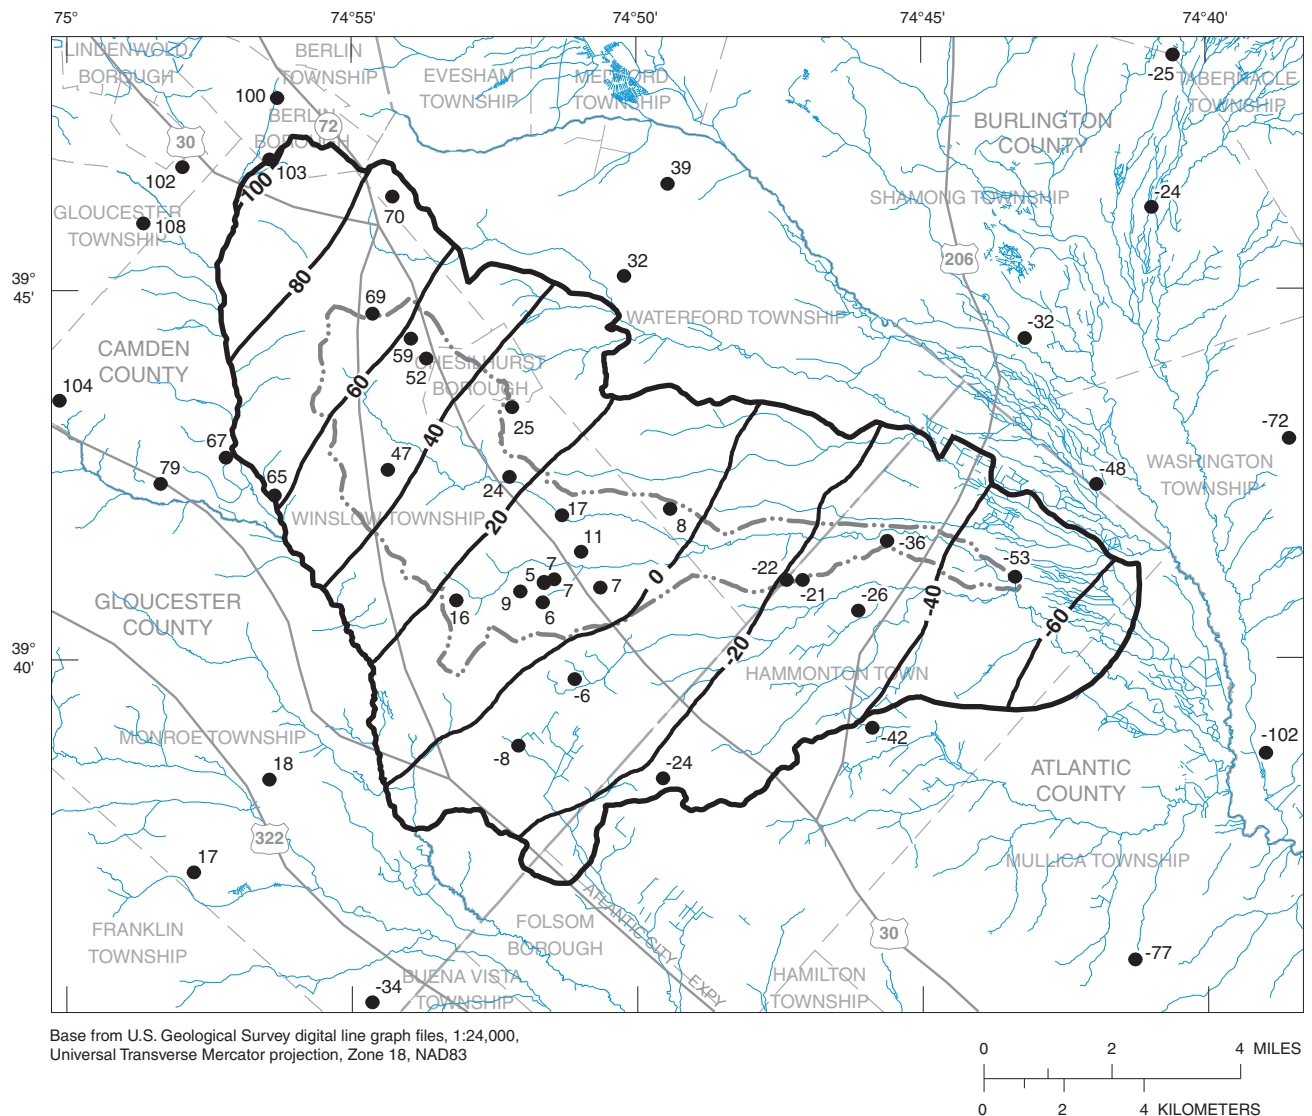 75°
74°55'
74°50'
74°45'
74°40'
LINDENWOLD
BOROUGH
BERLIN
TOWNSHIP
EVESHAM
TOWNSHIP
MEDFORD
TOWNSHIP
-25
TABERNACLE
TOWNSHIP
100
BERLIN
BOROUGH
72
30
BURLINGTON
COUNTY
102
103
100
39
SHAMONG TOWNSHIP
-24
GLOUCESTER
TOWNSHIP
108
70
206
32
39°
45'
80
69
WATERFORD TOWNSHIP
-32
CAMDEN
COUNTY
59
52
CHESILHURST
BOROUGH
60
104
40
25
-72
67
79
65
47
24
-48
WASHINGTON
TOWNSHIP
WINSLOW TOWNSHIP
20
17
8
11
-36
5
7
7
7
9
6
16
0
-22
-21
-26
-53
-40
-60
GLOUCESTER
COUNTY
39°
40'
-20
HAMMONTON TOWN
-6
MONROE TOWNSHIP
-8
-42
-102
18
-24
ATLANTIC
COUNTY
322
17
MULLICA TOWNSHIP
ATLANTIC CITY EXPY
FRANKLIN
TOWNSHIP
FOLSOM
BOROUGH
30
-77
BUENA VISTA
TOWNSHIP
HAMILTON
TOWNSHIP
-34
Base from U.S. Geological Survey digital line graph files, 1:24,000,
Universal Transverse Mercator projection, Zone 18, NAD83
0 2 4 MILES
0 2 4 KILOMETERS